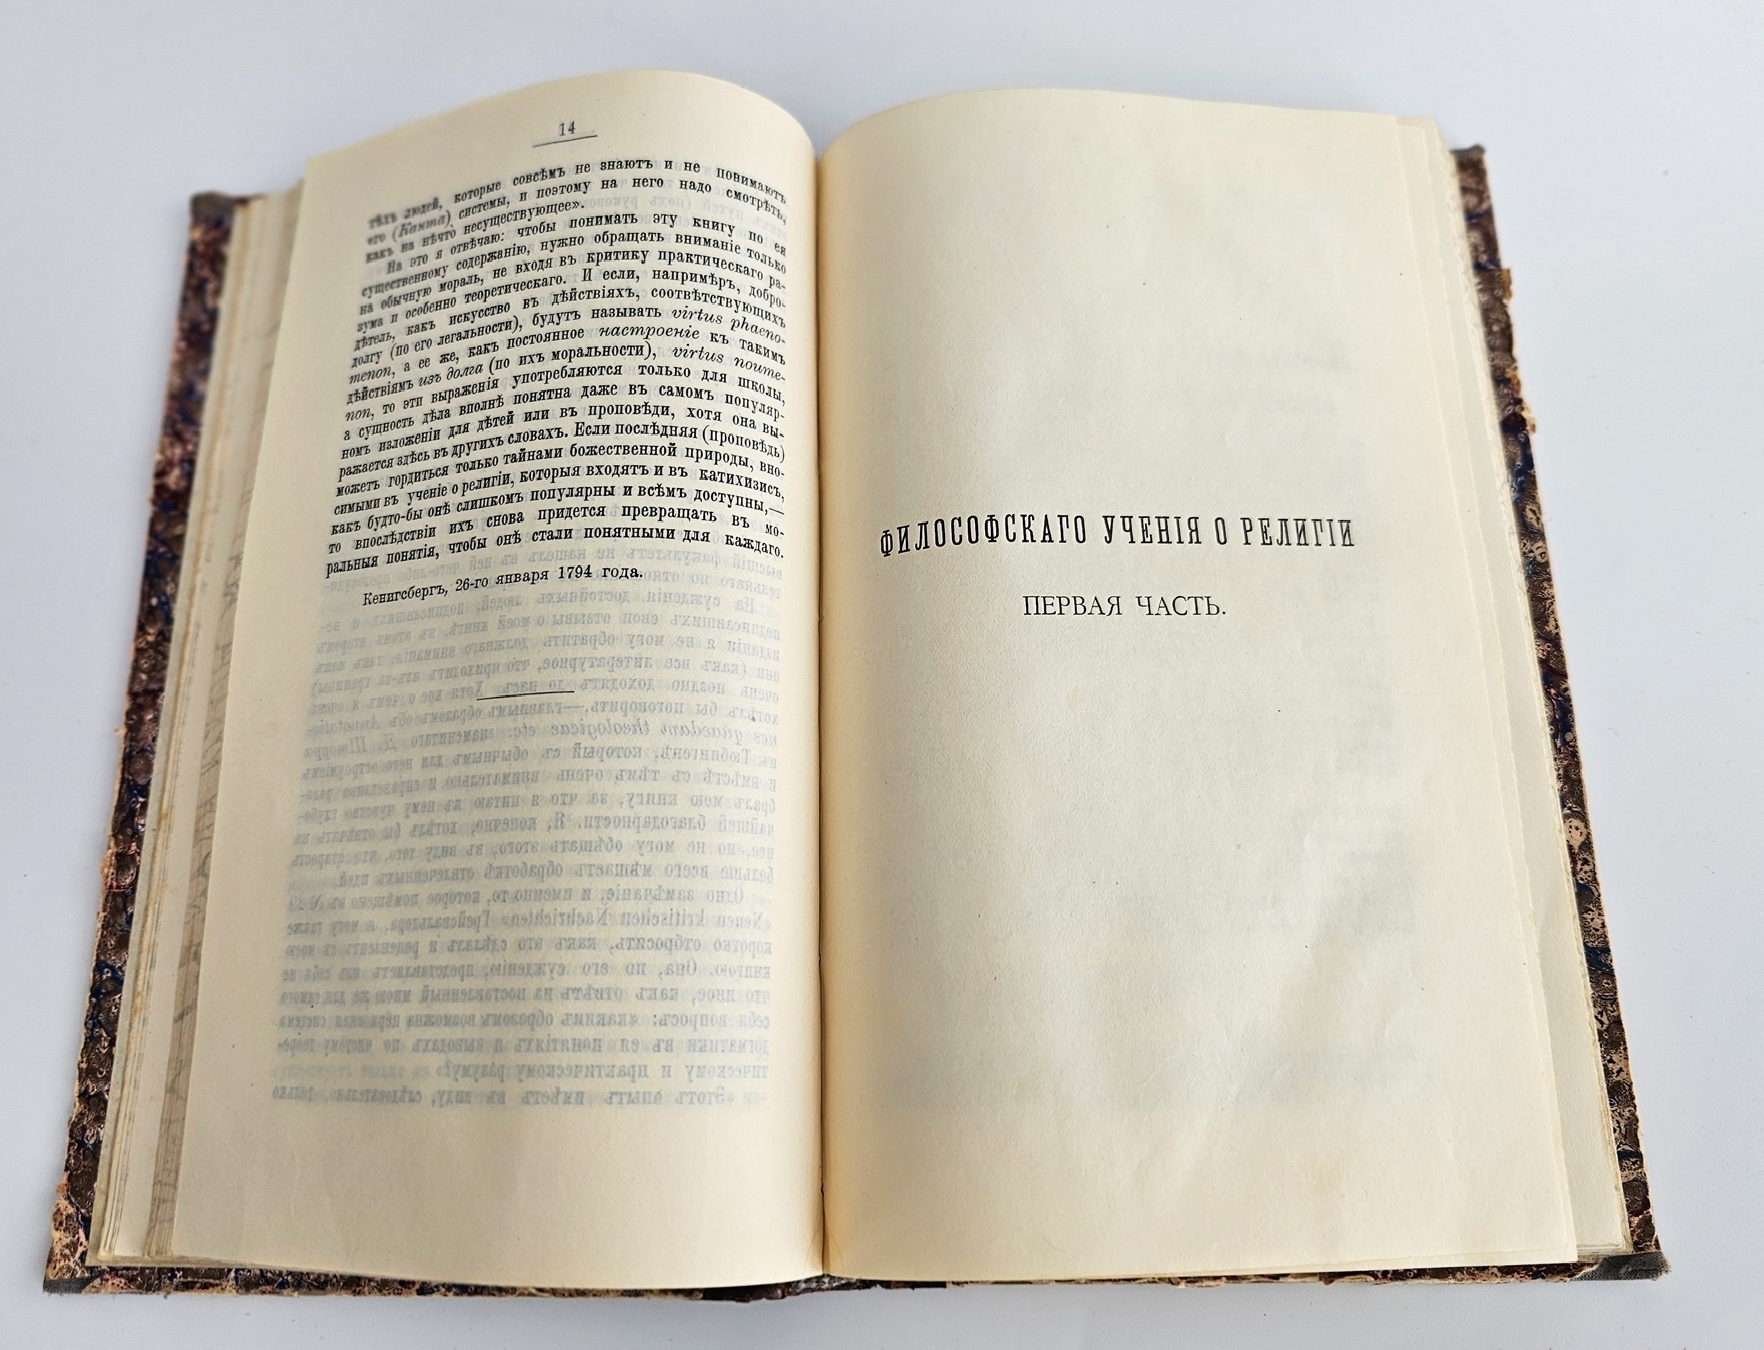 14
тѣхъ людей, которые совсѣмъ не знаютъ и не понимаютъ
его (Канта) системы, и поэтому на него надо смотрѣть,
какъ на нѣчто несуществующее».
На это я отвѣчаю: чтобы понимать эту книгу по ея
существенному содержанію, нужно обращать вниманіе только
на обычную мораль, не входя въ критику практическаго ра-
зума и особенно теоретическаго. И если, напримѣръ, добро-
дѣтель, какъ искусство въ дѣйствіяхъ, соотвѣтствующихъ
долгу (по его легальности), будутъ называть virtus phaeno-
menon, а ее же, какъ постоянное настроеніе къ такимъ
дѣйствіямъ изъ долга (по ихъ моральности), virtus noume-
non, то эти выраженія употребляются только для школы,
а сущность дѣла вполнѣ понятна даже въ самомъ популяр-
номъ изложеніи для дѣтей или въ проповѣди, хотя она вы-
ражается здѣсь въ другихъ словахъ. Если послѣдняя (проповѣдь)
можетъ гордиться только тайнами божественной природы, вно-
симыми въ ученіе о религіи, которыя входятъ и въ катихизисъ,
какъ будто-бы онѣ слишкомъ популярны и всѣмъ доступны,—
то впослѣдствіи ихъ снова придется превращать въ мо-
ральныя понятія, чтобы онѣ стали понятными для каждаго.
Кенигсбергъ, 26-го января 1794 года.
ФИЛОСОФСКАГО УЧЕНІЯ О РЕЛИГІИ
ПЕРВАЯ ЧАСТЬ.